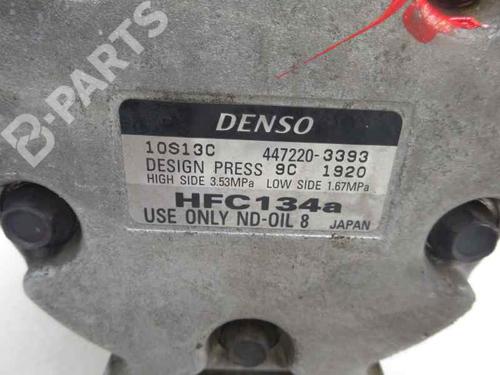 B-PARTS
DENSO
10S13C 447220-3393
DESIGN PRESS 9C 1920
HIGH SIDE 3.53MPa LOW SIDE 1.67MPa
HFC134a
USE ONLY ND-OIL 8 JAPAN